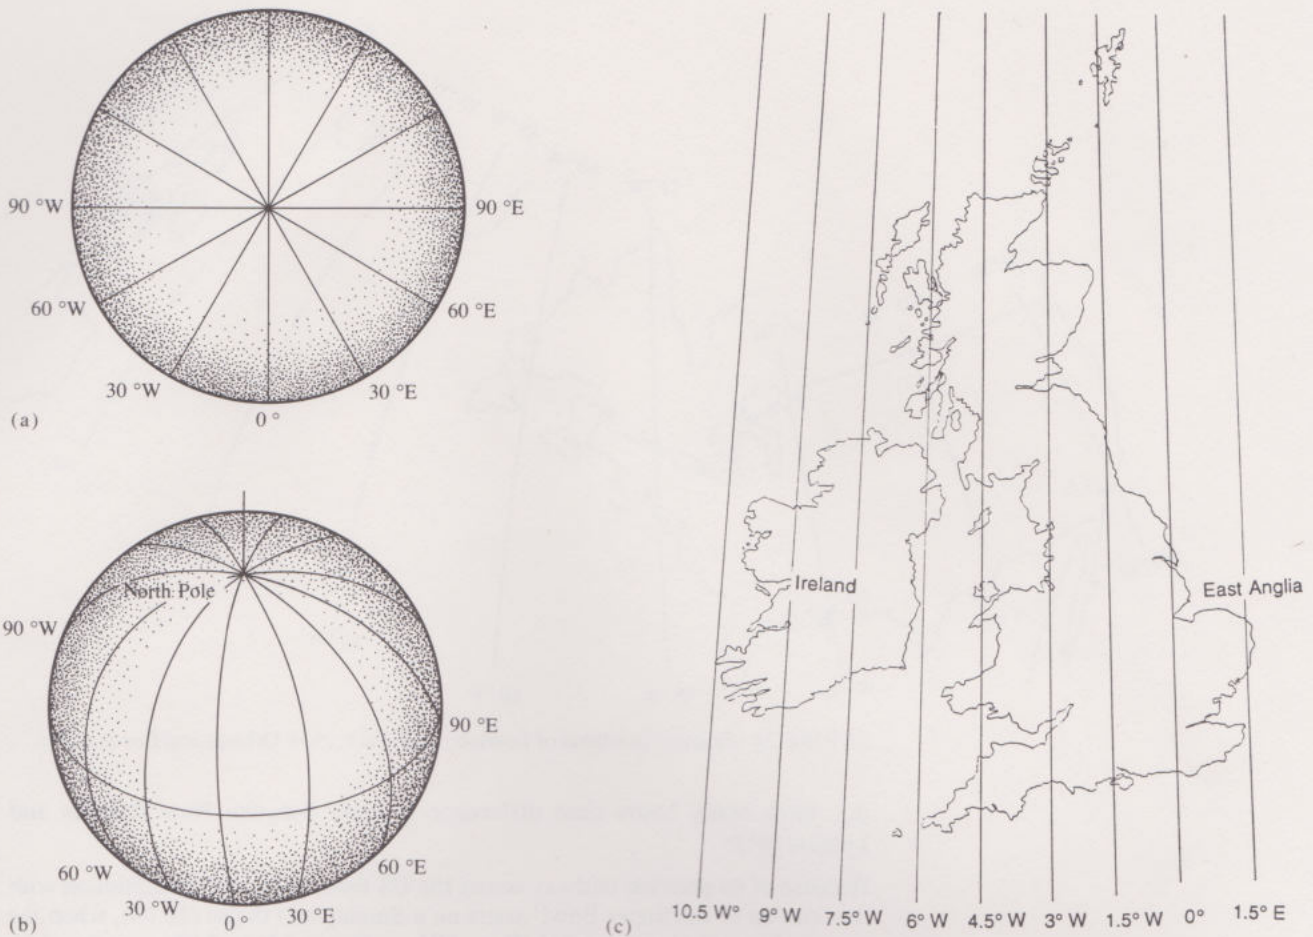 90 °W
90 °E
60 °W
60 °E
30 °W
30 °E
0 °
(a)
North Pole
90 °W
90 °E
60 °W
60 °E
30 °W
30 °E
0°
(b)
Ireland
East Anglia
10.5 W°
9° W
7.5° W
6° W
4.5° W
3° W
1.5° W
0°
1.5° E
(c)